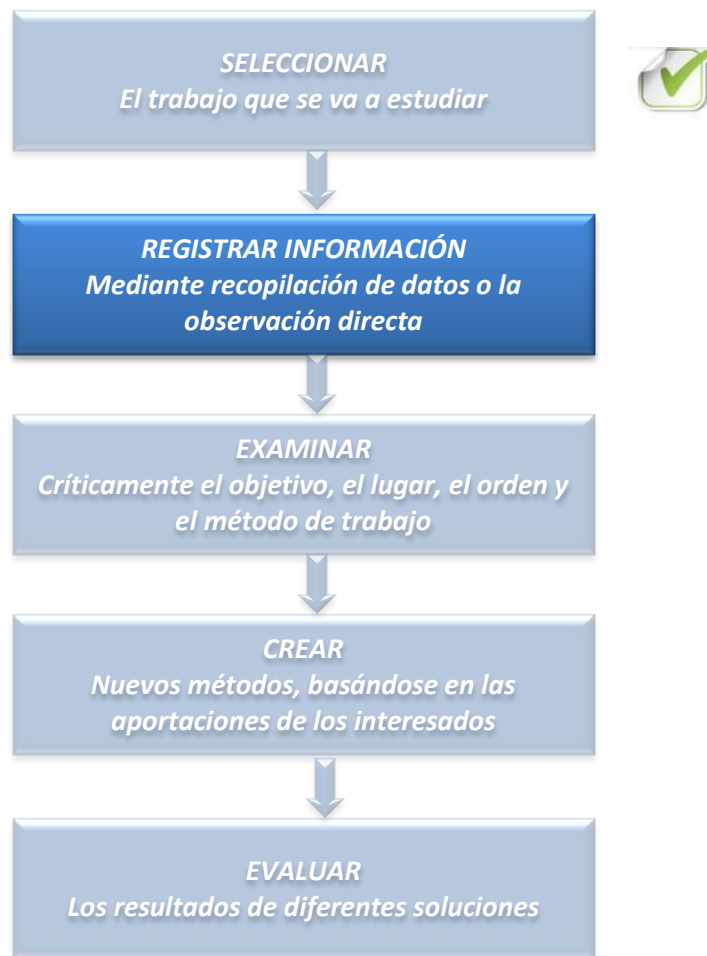 SELECCIONAR
El trabajo que se va a estudiar
REGISTRAR INFORMACIÓN
Mediante recopilación de datos o la
observación directa
EXAMINAR
Críticamente el objetivo, el lugar, el orden y
el método de trabajo
CREAR
Nuevos métodos, basándose en las
aportaciones de los interesados
EVALUAR
Los resultados de diferentes soluciones